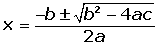 x = (-b ± √(b² - 4ac)) / 2a